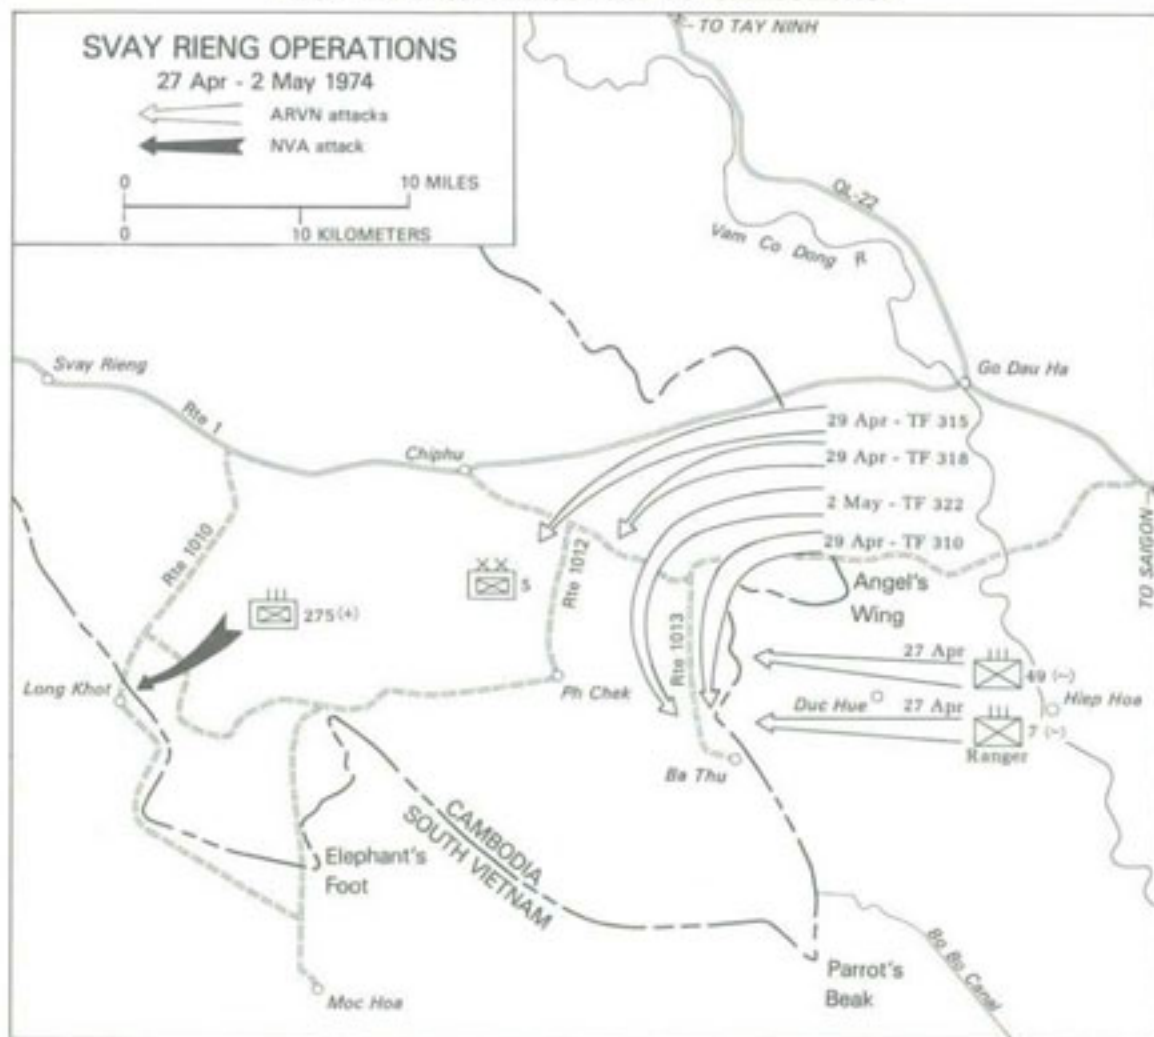 SVAY RIENG OPERATIONS
27 Apr - 2 May 1974
ARVN attacks
NVA attack
0 10 MILES
0 10 KILOMETERS
TO TAY NINH
QL-22
Vam Co Dong R
Svay Rieng
Rte 1
Go Dau Ha
Chiphu
29 Apr - TF 315
29 Apr - TF 318
2 May - TF 322
29 Apr - TF 310
TO SAIGON
Rte 1010
Rte 1012
5
Angel's
Wing
275 (+)
Rte 1013
27 Apr
49 (-)
Long Khot
Ph Chek
Duc Hue
27 Apr
Hiep Hoa
7 (-)
Ranger
Ba Thu
CAMBODIA
SOUTH VIETNAM
Elephant's
Foot
Bo Bo Canal
Parrot's
Beak
Moc Hoa